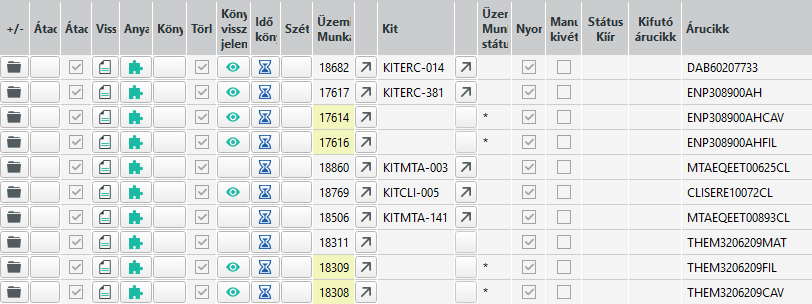 +/- Átac Átac Viss Anya Köny Törl Köny vissz jelen Idő köny Szét Üzemi Munka Kit Üzen Mun státu Nyor Manu kivét Státus Kiír Kifutó árucikk Árucikk
18682 KITERC-014 DAB60207733
17617 KITERC-381 ENP308900AH
17614 * ENP308900AHCAV
17616 * ENP308900AHFIL
18860 KITMTA-003 MTAEQEET00625CL
18769 KITCLI-005 CLISERE10072CL
18506 KITMTA-141 MTAEQEET00893CL
18311 THEM3206209MAT
18309 * THEM3206209FIL
18308 * THEM3206209CAV